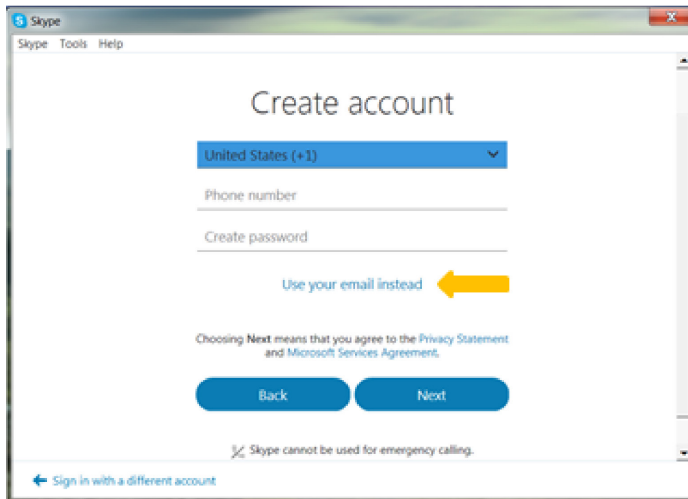 Skype
Skype Tools Help
Create account
United States (+1)
Phone number
Create password
Use your email instead
Choosing Next means that you agree to the Privacy Statement
and Microsoft Services Agreement.
Back Next
Skype cannot be used for emergency calling.
Sign in with a different account